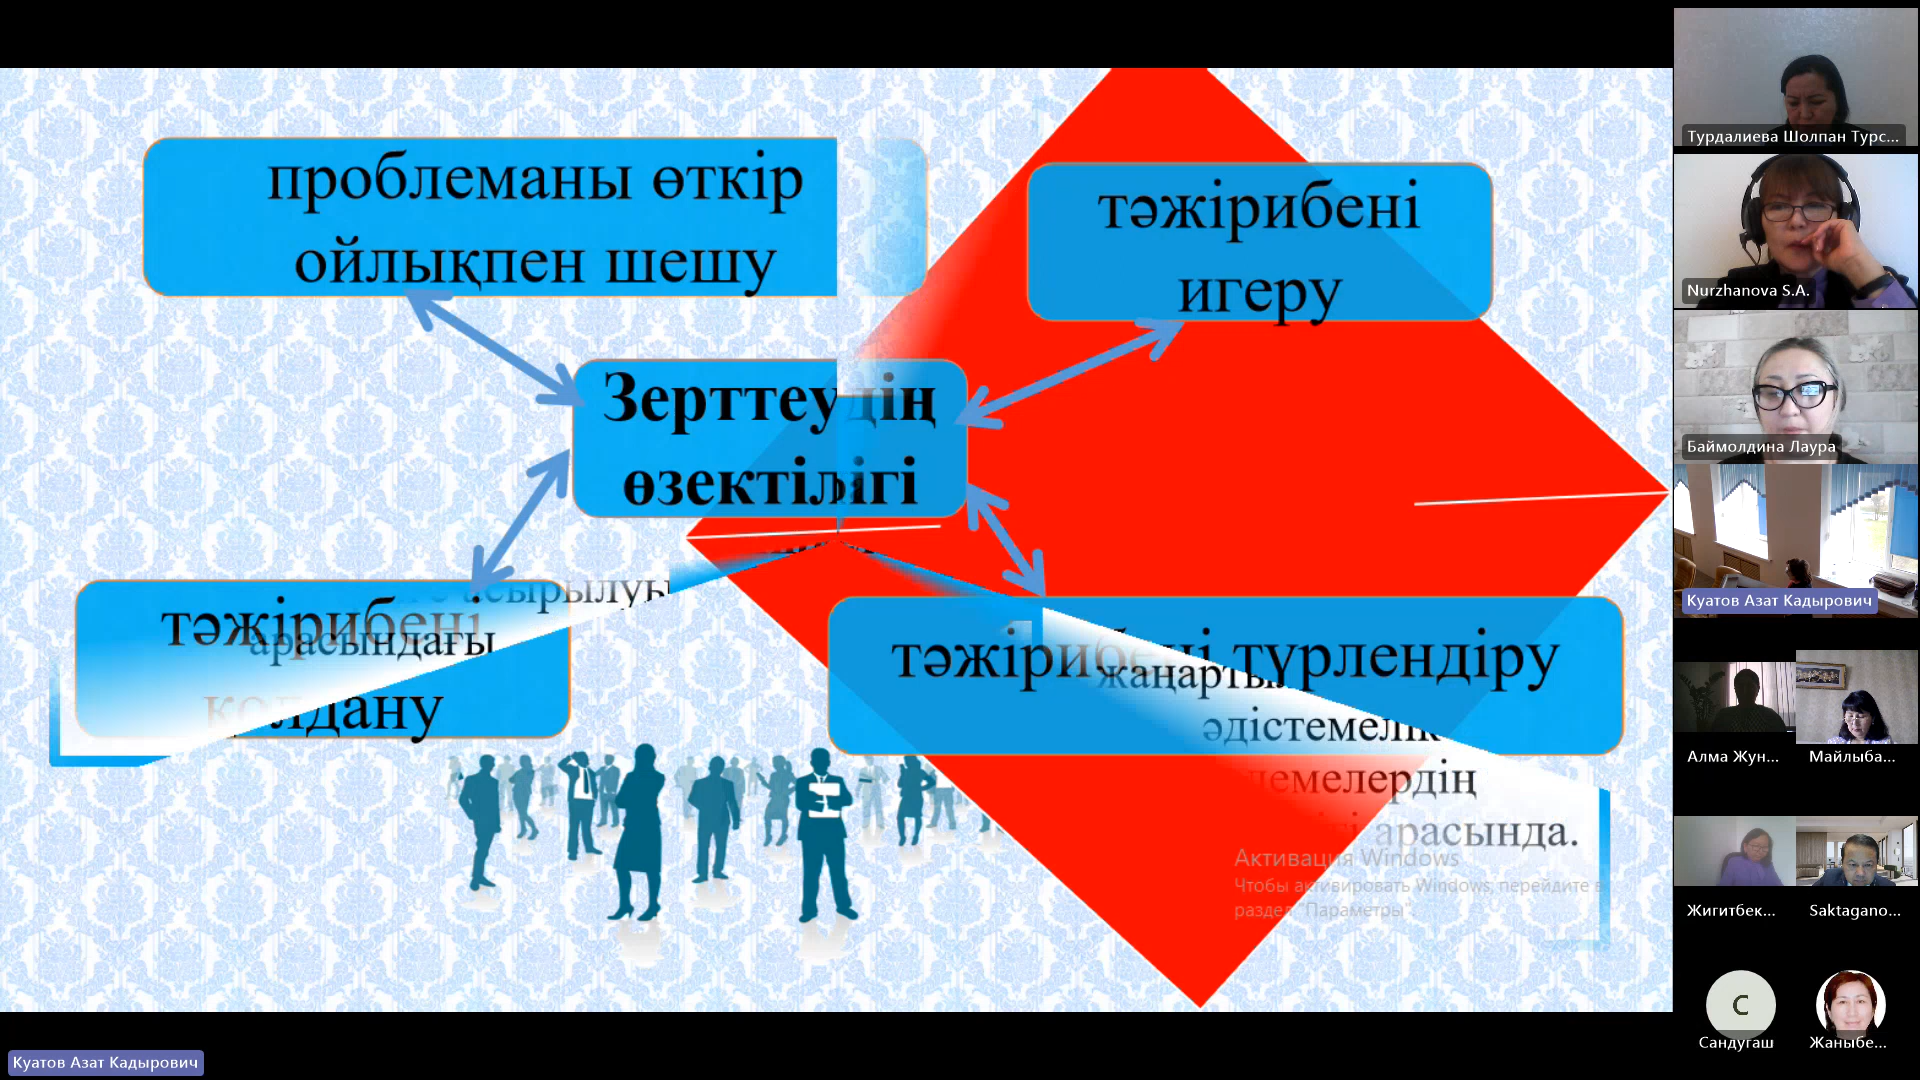 проблеманы өткір
ойлықпен шешу
тәжірибені
игеру
Зерттеудің
өзектілігі
асырылуы
тәжірибені
арасындағы
қолдану
тәжірибені түрлендіру
әдістемелік
арасында.
Активация Windows
Чтобы активировать Windows, перейдите в
раздел "Параметры".
Куатов Азат Кадырович
Турдалиева Шолпан Турс...
Nurzhanova S.A.
Баймолдина Лаура
Куатов Азат Кадырович
Алма Жун...
Майлыба...
Жигитбек...
Saktagano...
С
Сандугаш
Жаныбе...